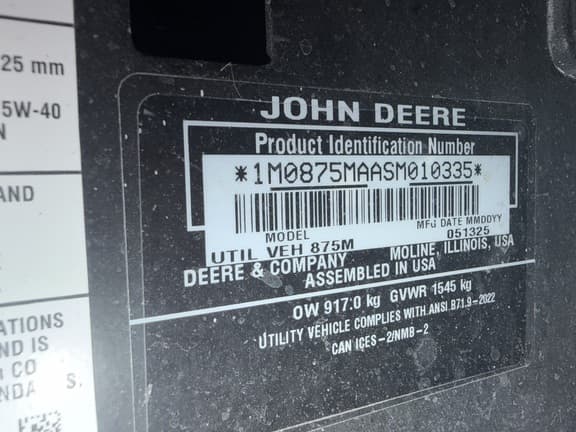 25 mm
5W-40
AND
ATIONS
ND IS
CO
NDA S.
JOHN DEERE
Product Identification Number
*1M0875MAASM010335*
MODEL MFG DATE MMDDYY
UTIL VEH 875M 051325
DEERE & COMPANY MOLINE, ILLINOIS, USA
ASSEMBLED IN USA
OW 917.0 kg GVWR 1545 kg
UTILITY VEHICLE COMPLIES WITH ANSI B71.9-2022
CAN ICES-2/NMB-2